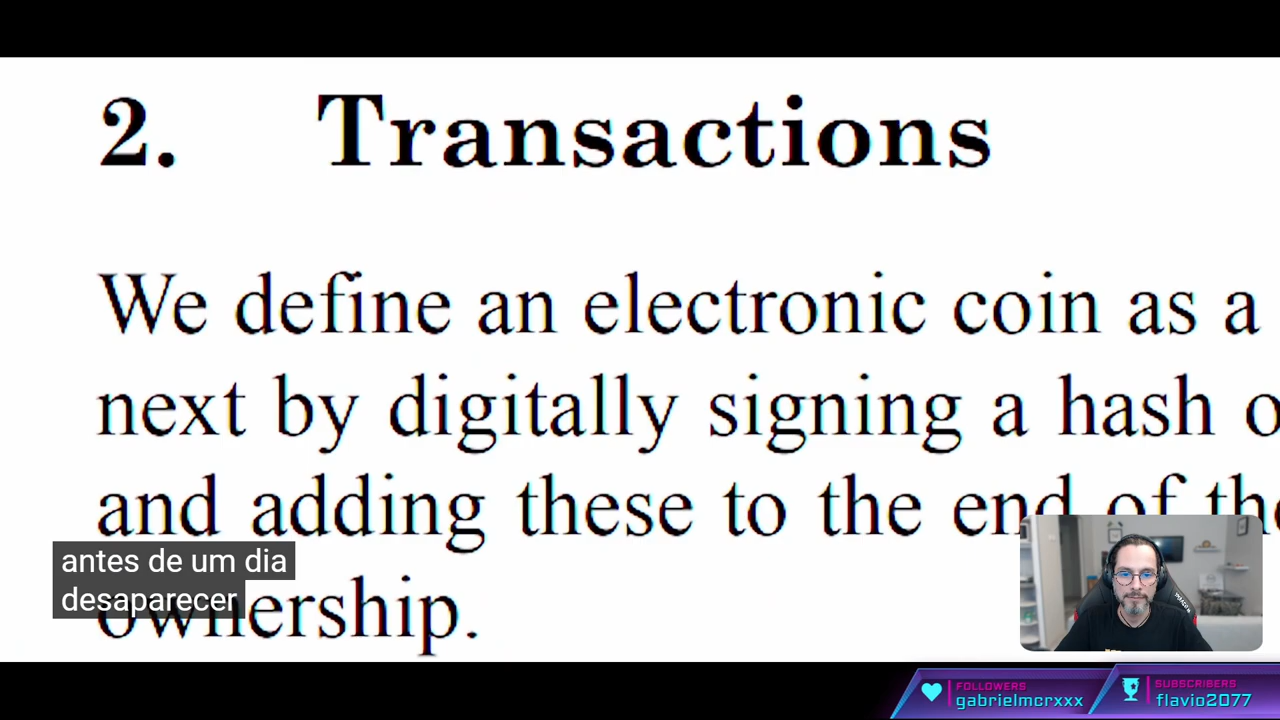 2. Transactions
We define an electronic coin as a
next by digitally signing a hash
and adding these to the end of
ownership.
antes de um dia
desaparecer
FOLLOWERS
gabrielmcrxxx
SUBSCRIBERS
flavio2077